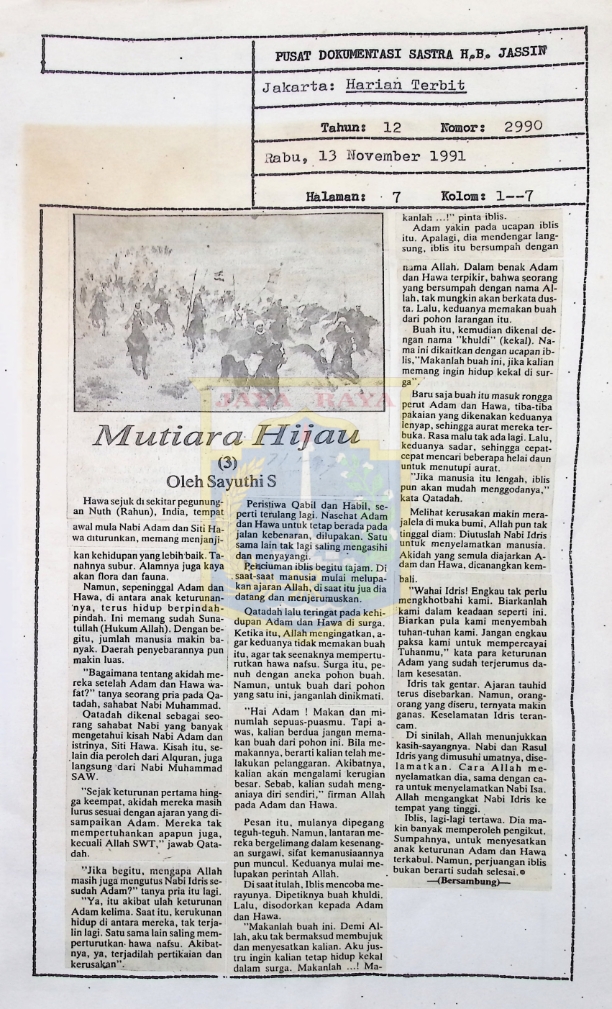 PUSAT DOKUMENTASI SASTRA H.B. JASSIN
Jakarta: Harian Terbit
Tahun: 12 Nomor: 2990
Rabu, 13 November 1991
Halaman: 7 Kolom: 1--7
JAYA RAYA
Mutiara Hijau
(3)
Oleh Sayuthi S
Hawa sejuk di sekitar pegunung-
an Nuth (Rahun), India, tempat
awal mula Nabi Adam dan Siti Ha-
wa diturunkan, memang menjanji-
kan kehidupan yang lebih baik. Ta-
nahnya subur. Alamnya juga kaya
akan flora dan fauna.
Namun, sepeninggal Adam dan
Hawa, di antara anak keturunan-
nya, terus hidup berpindah-
pindah. Ini memang sudah Suna-
tullah (Hukum Allah). Dengan be-
gitu, jumlah manusia makin ba-
nyak. Daerah penyebarannya pun
makin luas.
"Bagaimana tentang akidah me-
reka setelah Adam dan Hawa wa-
fat?" tanya seorang pria pada Qa-
tadah, sahabat Nabi Muhammad.
Qatadah dikenal sebagai seo-
rang sahabat Nabi yang banyak
mengetahui kisah Nabi Adam dan
istrinya, Siti Hawa. Kisah itu, se-
lain dia peroleh dari Alquran, juga
langsung dari Nabi Muhammad
SAW.
"Sejak keturunan pertama hing-
ga keempat, akidah mereka masih
lurus sesuai dengan ajaran yang di-
sampaikan Adam. Mereka tak
mempertuhankan apapun juga,
kecuali Allah SWT," jawab Qata-
dah.
"Jika begitu, mengapa Allah
masih juga mengutus Nabi Idris se-
sudah Adam?" tanya pria itu lagi.
"Ya, itu akibat ulah keturunan
Adam kelima. Saat itu, kerukunan
hidup di antara mereka, tak terja-
lin lagi. Satu sama lain saling mem-
perturutkan hawa nafsu. Akibat-
nya, ya, terjadilah pertikaian dan
kerusakan".
Peristiwa Qabil dan Habil, se-
perti terulang lagi. Nasehat Adam
dan Hawa untuk tetap berada pada
jalan kebenaran, dilupakan. Satu
sama lain tak lagi saling mengasihi
dan menyayangi.
Penciuman iblis begitu tajam. Di
saat-saat manusia mulai melupa-
kan ajaran Allah, di saat itu jua dia
datang dan menjerumuskan.
Qatadah lalu teringat pada kehi-
dupan Adam dan Hawa di surga.
Ketika itu, Allah mengingatkan, a-
gar keduanya tidak memakan buah
itu, agar tak seenaknya mempertu-
rutkan hawa nafsu. Surga itu, pe-
nuh dengan aneka pohon buah.
Namun, untuk buah dari pohon
yang satu ini, janganlah dinikmati.
"Hai Adam ! Makan dan mi-
numlah sepuas-puasmu. Tapi a-
was, kalian berdua jangan mema-
kan buah dari pohon ini. Bila me-
makannya, berarti kalian telah me-
lakukan pelanggaran. Akibatnya,
kalian akan mengalami kerugian
besar. Sebab, kalian sudah meng-
aniaya diri sendiri," firman Allah
pada Adam dan Hawa.
Pesan itu, mulanya dipegang
teguh-teguh. Namun, lantaran me-
reka bergelimang dalam kesenang-
an surgawi, sifat kemanusiaannya
pun muncul. Keduanya mulai me-
lupakan perintah Allah.
Di saat itulah, Iblis mencoba me-
rayunya. Dipetiknya buah khuldi.
Lalu, disodorkan kepada Adam
dan Hawa.
"Makanlah buah ini. Demi Al-
lah, aku tak bermaksud membujuk
dan menyesatkan kalian. Aku jus-
tru ingin kalian tetap hidup kekal
dalam surga. Makanlah ...! Ma-
kanlah ...!" pinta iblis.
Adam yakin pada ucapan iblis
itu. Apalagi, dia mendengar lang-
sung, iblis itu bersumpah dengan
nama Allah. Dalam benak Adam
dan Hawa terpikir, bahwa seorang
yang bersumpah dengan nama Al-
lah, tak mungkin akan berkata dus-
ta. Lalu, keduanya memakan buah
dari pohon larangan itu.
Buah itu, kemudian dikenal de-
ngan nama "khuldi" (kekal). Na-
ma ini dikaitkan dengan ucapan ib-
lis,"Makanlah buah ini, jika kalian
memang ingin hidup kekal di sur-
ga".
Baru saja buah itu masuk rongga
perut Adam dan Hawa, tiba-tiba
pakaian yang dikenakan keduanya
lenyap, sehingga aurat mereka ter-
buka. Rasa malu tak ada lagi. Lalu,
keduanya sadar, sehingga cepat-
cepat mencari beberapa helai daun
untuk menutupi aurat.
"Jika manusia itu lengah, iblis
pun akan mudah menggodanya,"
kata Qatadah.
Melihat kerusakan makin mera-
jalela di muka bumi, Allah pun tak
tinggal diam: Diutuslah Nabi Idris
untuk menyelamatkan manusia.
Akidah yang semula diajarkan A-
dam dan Hawa, dicanangkan kem-
bali.
"Wahai Idris! Engkau tak perlu
mengkhotbahi kami. Biarkanlah
kami dalam keadaan seperti ini.
Biarkan pula kami menyembah
tuhan-tuhan kami. Jangan engkau
paksa kami untuk mempercayai
Tuhanmu," kata para keturunan
Adam yang sudah terjerumus da-
lam kesesatan.
Idris tak gentar. Ajaran tauhid
terus disebarkan. Namun, orang-
orang yang diseru, ternyata makin
ganas. Keselamatan Idris teran-
cam.
Di sinilah, Allah menunjukkan
kasih-sayangnya. Nabi dan Rasul
Idris yang dimusuhi umatnya, dise-
lamatkan. Cara Allah me-
nyelamatkan dia, sama dengan ca-
ra untuk menyelamatkan Nabi Isa.
Allah mengangkat Nabi Idris ke
tempat yang tinggi.
Iblis, lagi-lagi tertawa. Dia ma-
kin banyak memperoleh pengikut.
Sumpahnya, untuk menyesatkan
anak keturunan Adam dan Hawa
terkabul. Namun, perjuangan iblis
bukan berarti sudah selesai.
—(Bersambung)—